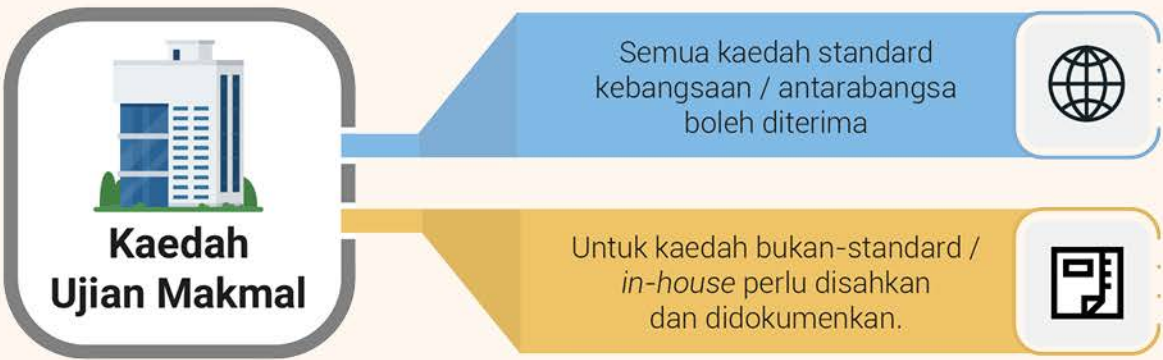 Kaedah
Ujian Makmal
Semua kaedah standard
kebangsaan / antarabangsa
boleh diterima
Untuk kaedah bukan-standard /
in-house perlu disahkan
dan didokumenkan.